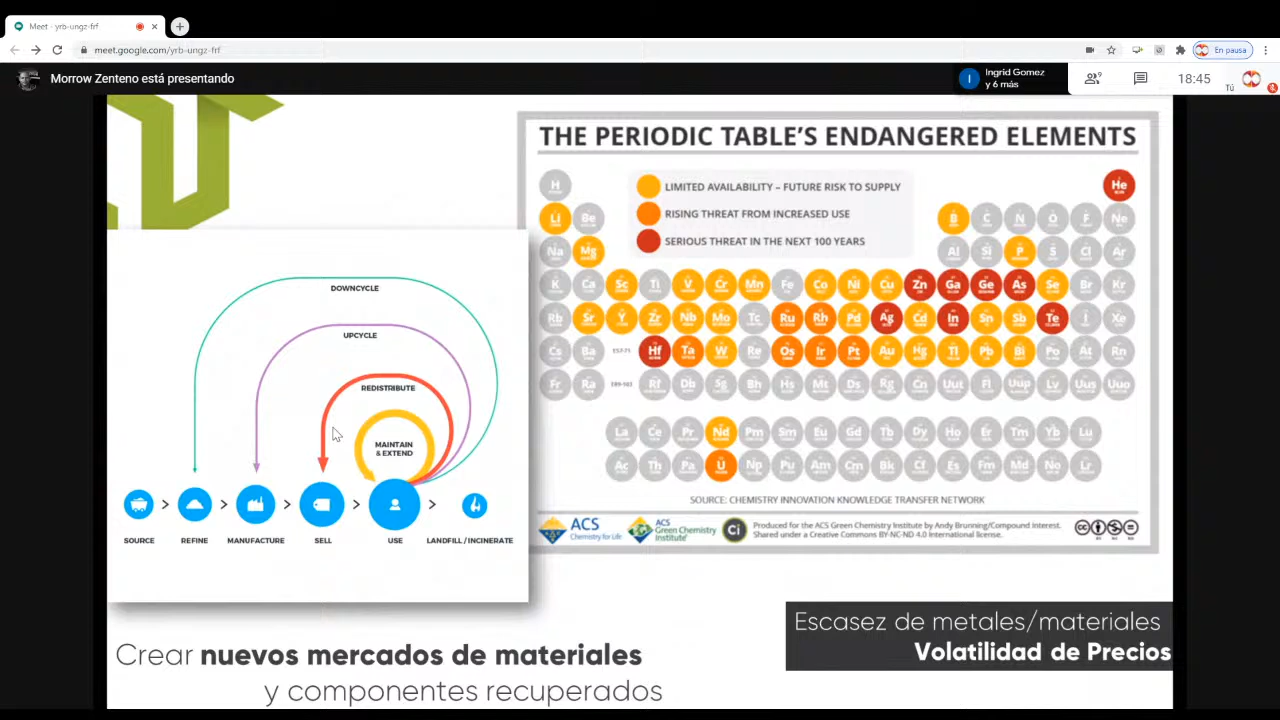 Meet - yrb-ungz-frf
meet.google.com/yrb-ungz-frf
En pausa
Morrow Zenteno está presentando
Ingrid Gomez
y 6 más
9
18:45
Tú
THE PERIODIC TABLE'S ENDANGERED ELEMENTS
LIMITED AVAILABILITY – FUTURE RISK TO SUPPLY
RISING THREAT FROM INCREASED USE
SERIOUS THREAT IN THE NEXT 100 YEARS
H He
Li Be B C N O F Ne
Na Mg Al Si P S Cl Ar
K Ca Sc Ti V Cr Mn Fe Co Ni Cu Zn Ga Ge As Se Br Kr
Rb Sr Y Zr Nb Mo Tc Ru Rh Pd Ag Cd In Sn Sb Te I Xe
Cs Ba Hf Ta W Re Os Ir Pt Au Hg Tl Pb Bi Po At Rn
Fr Ra Rf Db Sg Bh Hs Mt Ds Rg Cn Uut Fl Uup Lv Uus Uuo
La Ce Pr Nd Pm Sm Eu Gd Tb Dy Ho Er Tm Yb Lu
Ac Th Pa U Np Pu Am Cm Bk Cf Es Fm Md No Lr
SOURCE: CHEMISTRY INNOVATION KNOWLEDGE TRANSFER NETWORK
ACS
Chemistry for Life
ACS
Green Chemistry
Institute
Ci
Produced for the ACS Green Chemistry Institute by Andy Brunning/Compound Interest.
Shared under a Creative Commons BY-NC-ND 4.0 International license.
DOWNCYCLE
UPCYCLE
REDISTRIBUTE
MAINTAIN
& EXTEND
SOURCE
REFINE
MANUFACTURE
SELL
USE
LANDFILL / INCINERATE
Escasez de metales/materiales
Volatilidad de Precios
Crear nuevos mercados de materiales
y componentes recuperados